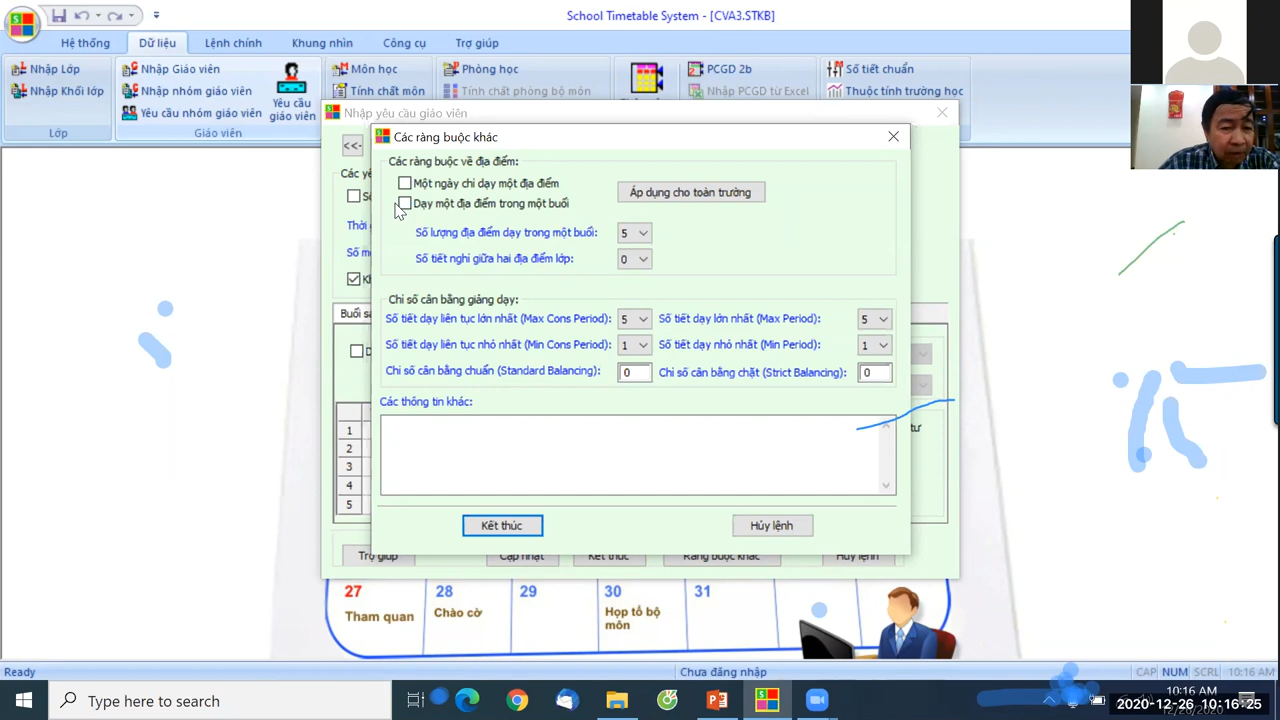 School Timetable System - [CVA3.STKB]
Hệ thống Dữ liệu Lệnh chính Khung nhìn Công cụ Trợ giúp
Nhập Lớp
Nhập Khối lớp
Lớp
Nhập Giáo viên
Nhập nhóm giáo viên
Yêu cầu nhóm giáo viên
Yêu cầu
giáo viên
Giáo viên
Môn học
Tính chất môn
Phòng học
Tính chất phòng bộ môn
PCGD 2b
Nhập PCGD từ Excel
Số tiết chuẩn
Thuộc tính trường học
Nhập yêu cầu giáo viên
<<-
Các ràng buộc khác
Các ràng buộc về địa điểm:
Một ngày chỉ dạy một địa điểm
Dạy một địa điểm trong một buổi
Áp dụng cho toàn trường
Số lượng địa điểm dạy trong một buổi: 5
Số tiết nghỉ giữa hai địa điểm lớp: 0
Chỉ số cân bằng giảng dạy:
Số tiết dạy liên tục lớn nhất (Max Cons Period): 5 Số tiết dạy lớn nhất (Max Period): 5
Số tiết dạy liên tục nhỏ nhất (Min Cons Period): 1 Số tiết dạy nhỏ nhất (Min Period): 1
Chỉ số cân bằng chuẩn (Standard Balancing): 0 Chỉ số cân bằng chặt (Strict Balancing): 0
Các thông tin khác:
Kết thúc Hủy lệnh
1
2
3
4
5
Trợ giúp Cập nhật Kết thúc Ràng buộc khác Hủy lệnh
27 28 29 30 31
Tham quan Chào cờ Họp tổ bộ
môn
Ready Chưa đăng nhập CAP NUM SCRL 10:16 AM
Type here to search
10:16 AM
12/26/2020
2020-12-26 10:16:25